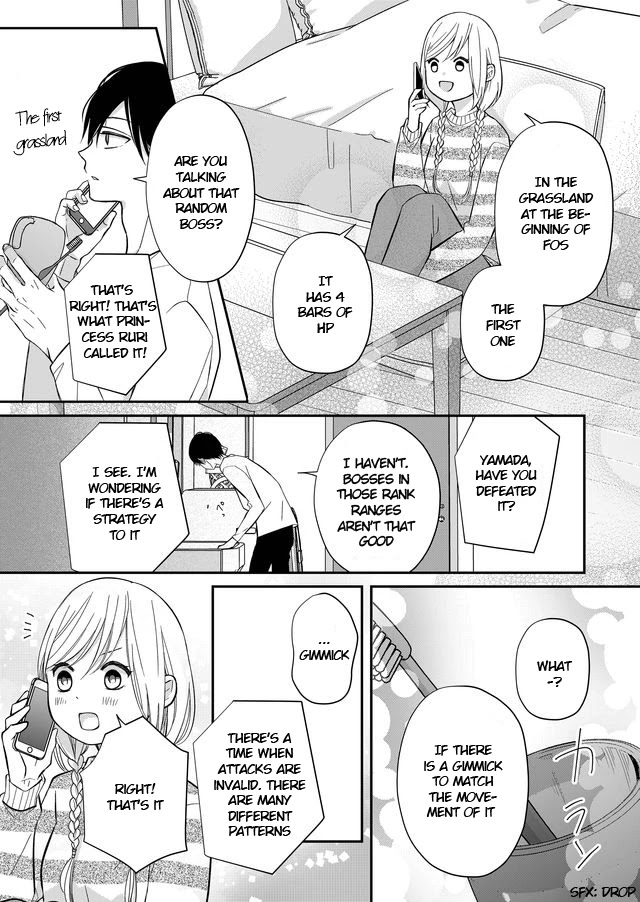 IN THE
GRASSLAND
AT THE BE-
GINNING OF
FOS
THE
FIRST
ONE
IT
HAS 4
BARS OF
HP
ARE YOU
TALKING
ABOUT THAT
RANDOM
BOSS?
The first
grassland
THAT'S
RIGHT! THAT'S
WHAT PRIN-
CESS RURI
CALLED IT!
YAMADA,
HAVE YOU
DEFEATED
IT?
I HAVEN'T.
BOSSES IN
THOSE RANK
RANGES
AREN'T THAT
GOOD
I SEE. I'M
WONDERING
IF THERE'S A
STRATEGY
TO IT
WHAT
-?
IF THERE
IS A GIMMICK
TO MATCH
THE MOVE-
MENT OF IT
カラン
SFX: DROP
...
GIMMICK
THERE'S A
TIME WHEN
ATTACKS ARE
INVALID. THERE
ARE MANY
DIFFERENT
PATTERNS
RIGHT!
THAT'S IT